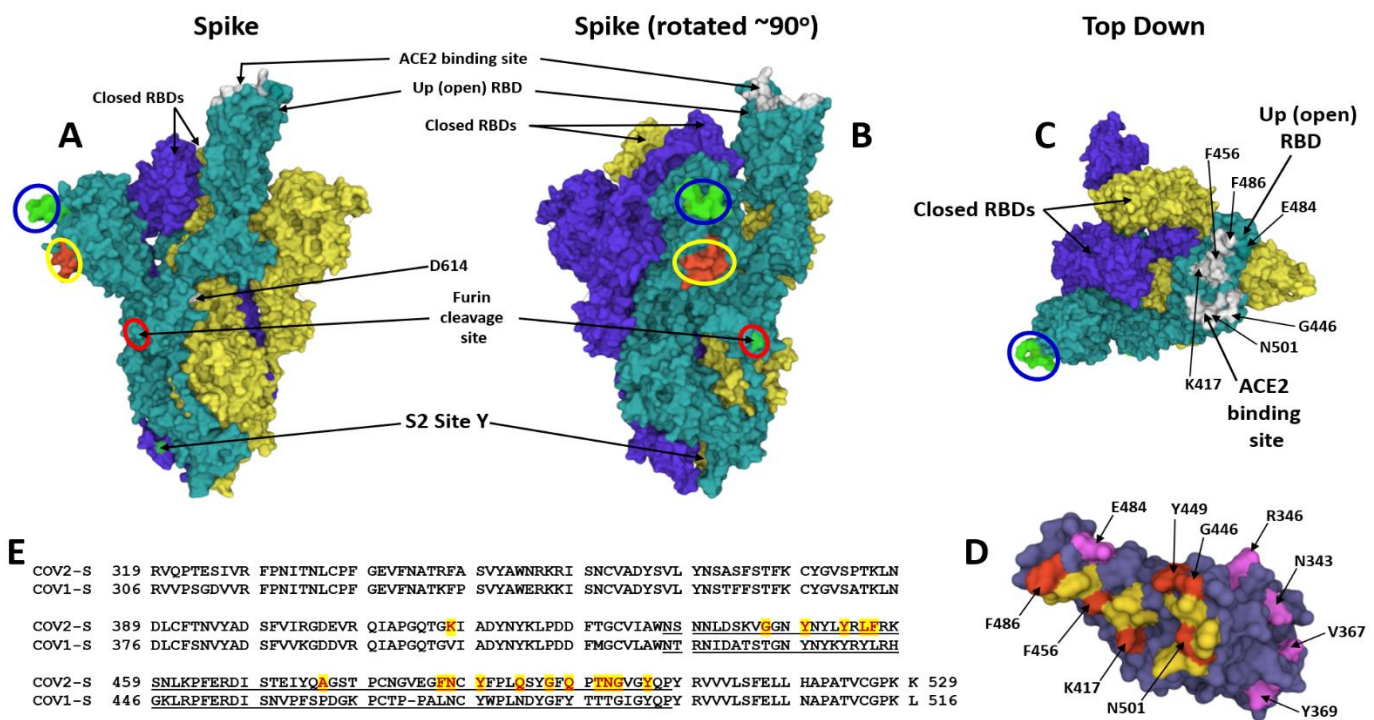 Spike
Spike (rotated ~90°)
Top Down
ACE2 binding site
Up (open) RBD
Closed RBDs
Closed RBDs
A
B
C
Up (open)
RBD
F456
F486
E484
Closed RBDs
D614
Furin
cleavage
site
G446
N501
K417
ACE2
binding
site
S2 Site Y
D
E484
Y449
G446
R346
N343
V367
Y369
F486
F456
K417
N501
E
COV2-S 319 RVQPTESIVR FPNITNLCPF GEVFNATRFA SVYAWNRKRI SNCVADYSVL YNSASFSTFK CYGVSPTKLN
COV1-S 306 RVVPSGDVVR FPNITNLCPF GEVFNATKFP SVYAWERKKI SNCVADYSVL YNSTFFSTFK CYGVSATKLN
COV2-S 389 DLCFTNVYAD SFVIRGDEVR QIAPGQTGKI ADYNYKLPDD FTGCVIAWNS NNLDSKVGGN YNYLYRLFRK
COV1-S 376 DLCFSNVYAD SFVVKGDDVR QIAPGQTGVI ADYNYKLPDD FMGCVLAWNT RNIDATSTGN YNYKYRYLRH
COV2-S 459 SNLKPFERDI STEIYQAGST PCNGVEGFNC YFPLQSYGFQ PTNGVGYQPY RVVVLSFELL HAPATVCGPK K 529
COV1-S 446 GKLRPFERDI SNVPFSPDGK PCTP-PALNC YWPLNDYGFY TTTGIGYQPY RVVVLSFELL NAPATVCGPK L 516